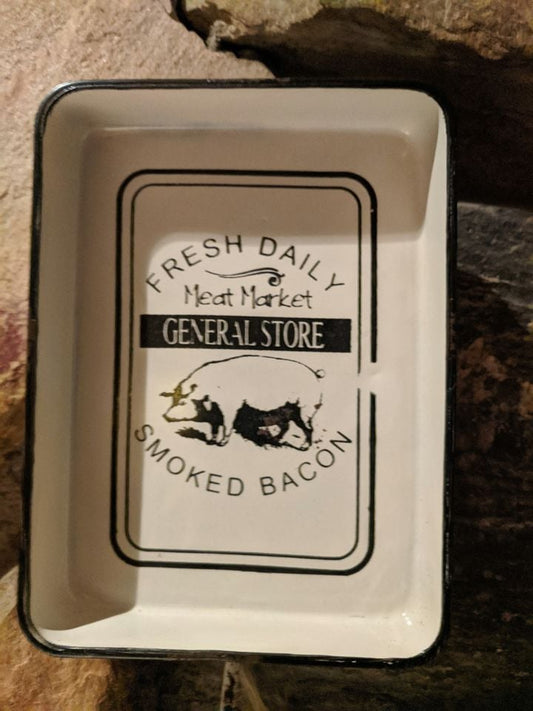 FRESH DAILY
Meat Market
GENERAL STORE
SMOKED BACON